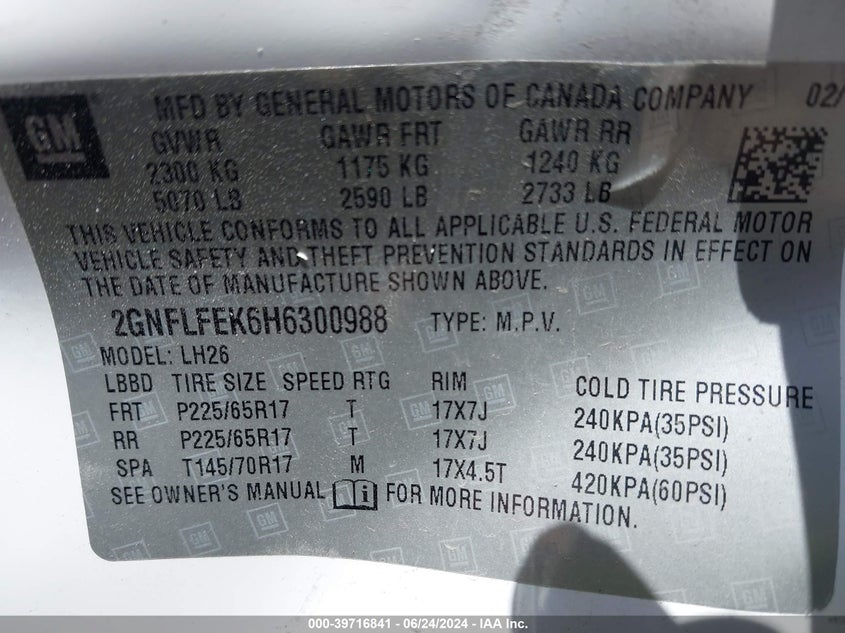 MFD BY GENERAL MOTORS OF CANADA COMPANY 02/
GM
GVWR GAWR FRT GAWR RR
2300 KG 1175 KG 1240 KG
5070 LB 2590 LB 2733 LB
THIS VEHICLE CONFORMS TO ALL APPLICABLE U.S. FEDERAL MOTOR
VEHICLE SAFETY AND THEFT PREVENTION STANDARDS IN EFFECT ON
THE DATE OF MANUFACTURE SHOWN ABOVE.
2GNFLFEK6H6300988 TYPE: M.P.V.
MODEL: LH26
LBBD TIRE SIZE SPEED RTG RIM COLD TIRE PRESSURE
FRT P225/65R17 T 17X7J 240KPA(35PSI)
RR P225/65R17 T 17X7J 240KPA(35PSI)
SPA T145/70R17 M 17X4.5T 420KPA(60PSI)
SEE OWNER'S MANUAL i FOR MORE INFORMATION.
000-39716841 - 06/24/2024 - IAA Inc.